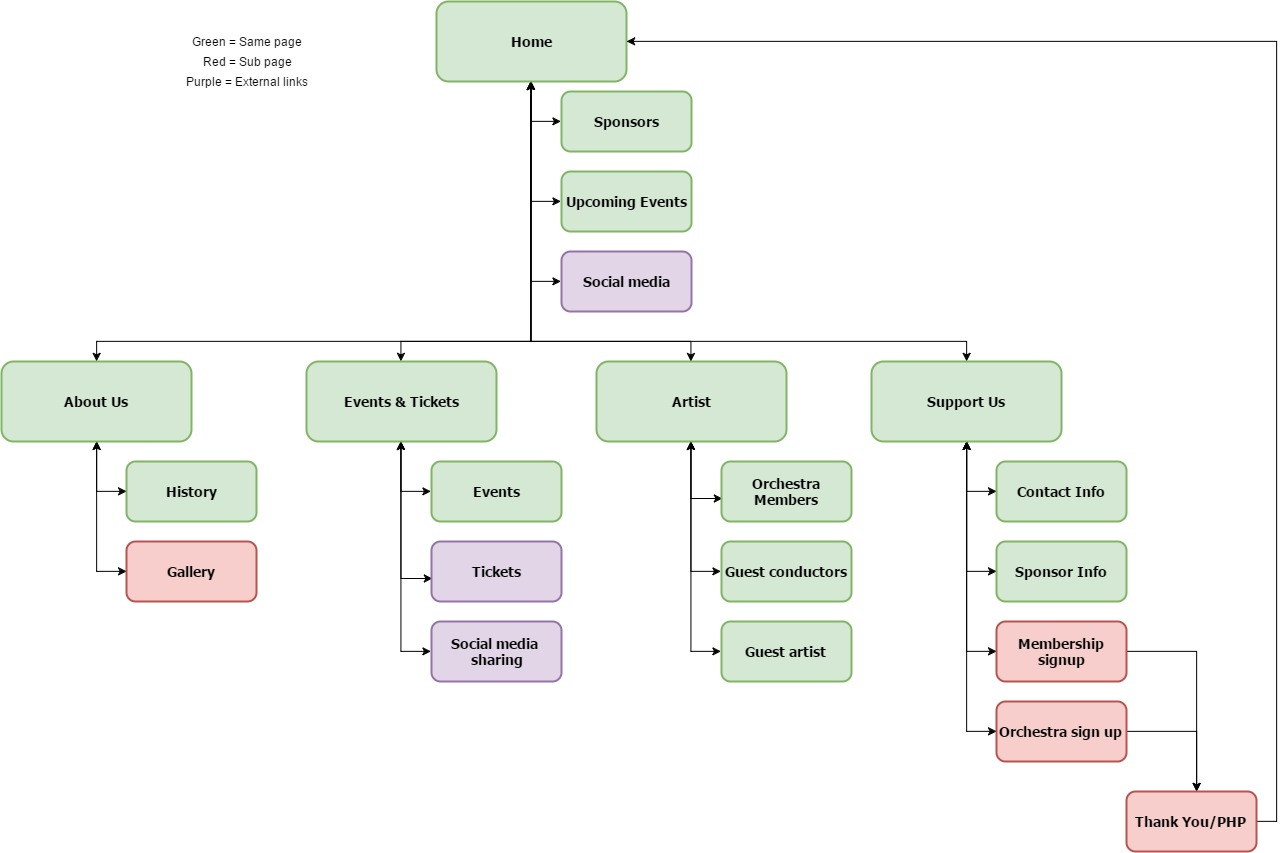 Home
Green = Same page
Red = Sub page
Purple = External links
Sponsors
Upcoming Events
Social media
About Us
Events & Tickets
Artist
Support Us
History
Gallery
Events
Tickets
Social media
sharing
Orchestra
Members
Guest conductors
Guest artist
Contact Info
Sponsor Info
Membership
signup
Orchestra sign up
Thank You/PHP